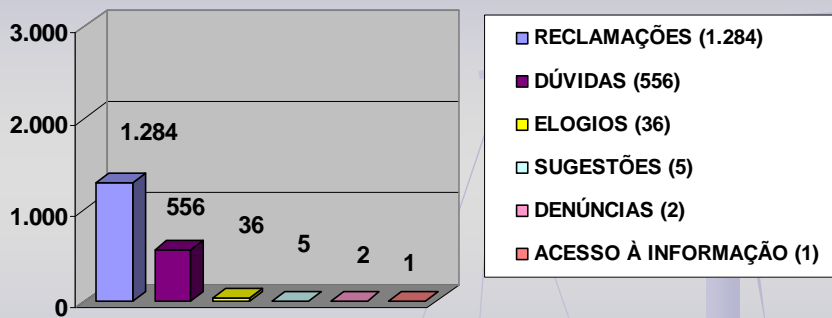 3.000
2.000
1.000
0
1.284
556
36
5
2
1
RECLAMAÇÕES (1.284)
DÚVIDAS (556)
ELOGIOS (36)
SUGESTÕES (5)
DENÚNCIAS (2)
ACESSO À INFORMAÇÃO (1)